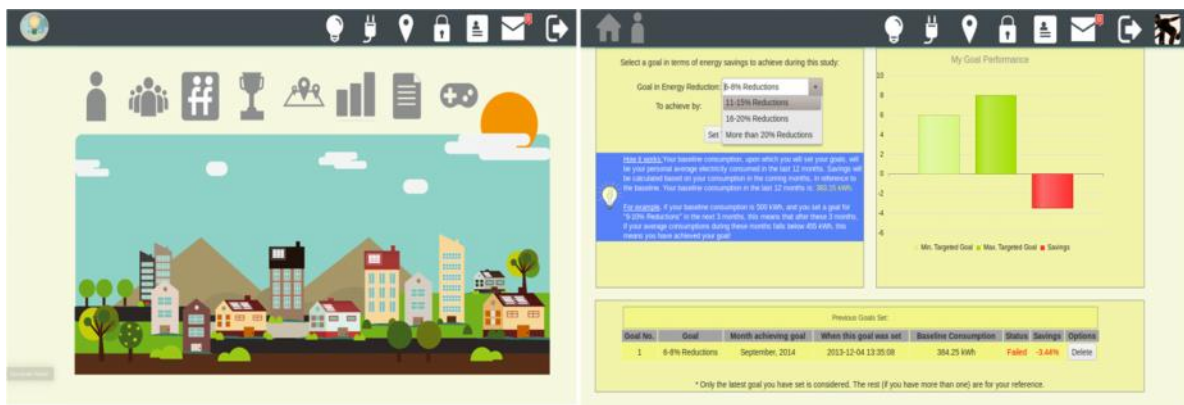 Select a goal in terms of energy savings to achieve during this study:
Goal in Energy Reduction: 6-8% Reductions
11-15% Reductions
To achieve by:
16-20% Reductions
Set
More than 20% Reductions
How it works: Your baseline consumption, upon which you will set your goals, will
be your personal average electricity consumed in the last 12 months. Savings will
be calculated based on your consumption in the coming months, in reference to
the baseline. Your baseline consumption in the last 12 months is: 380.15 kWh.
For example, if your baseline consumption is 500 kWh, and you set a goal for
"9-10% Reductions" in the next 3 months, this means that after these 3 months,
if your average consumptions during these months falls below 455 kWh, this
means you have achieved your goal!
My Goal Performance
10
8
6
4
2
0
-2
-4
-6
Min. Targeted Goal Max. Targeted Goal Savings
Previous Goals Set:
Goal No. Goal Month achieving goal When this goal was set Baseline Consumption Status Savings Options
1 6-8% Reductions September, 2014 2013-12-04 13:35:08 384.25 kWh Failed -3.44% Delete
* Only the latest goal you have set is considered. The rest (if you have more than one) are for your reference.